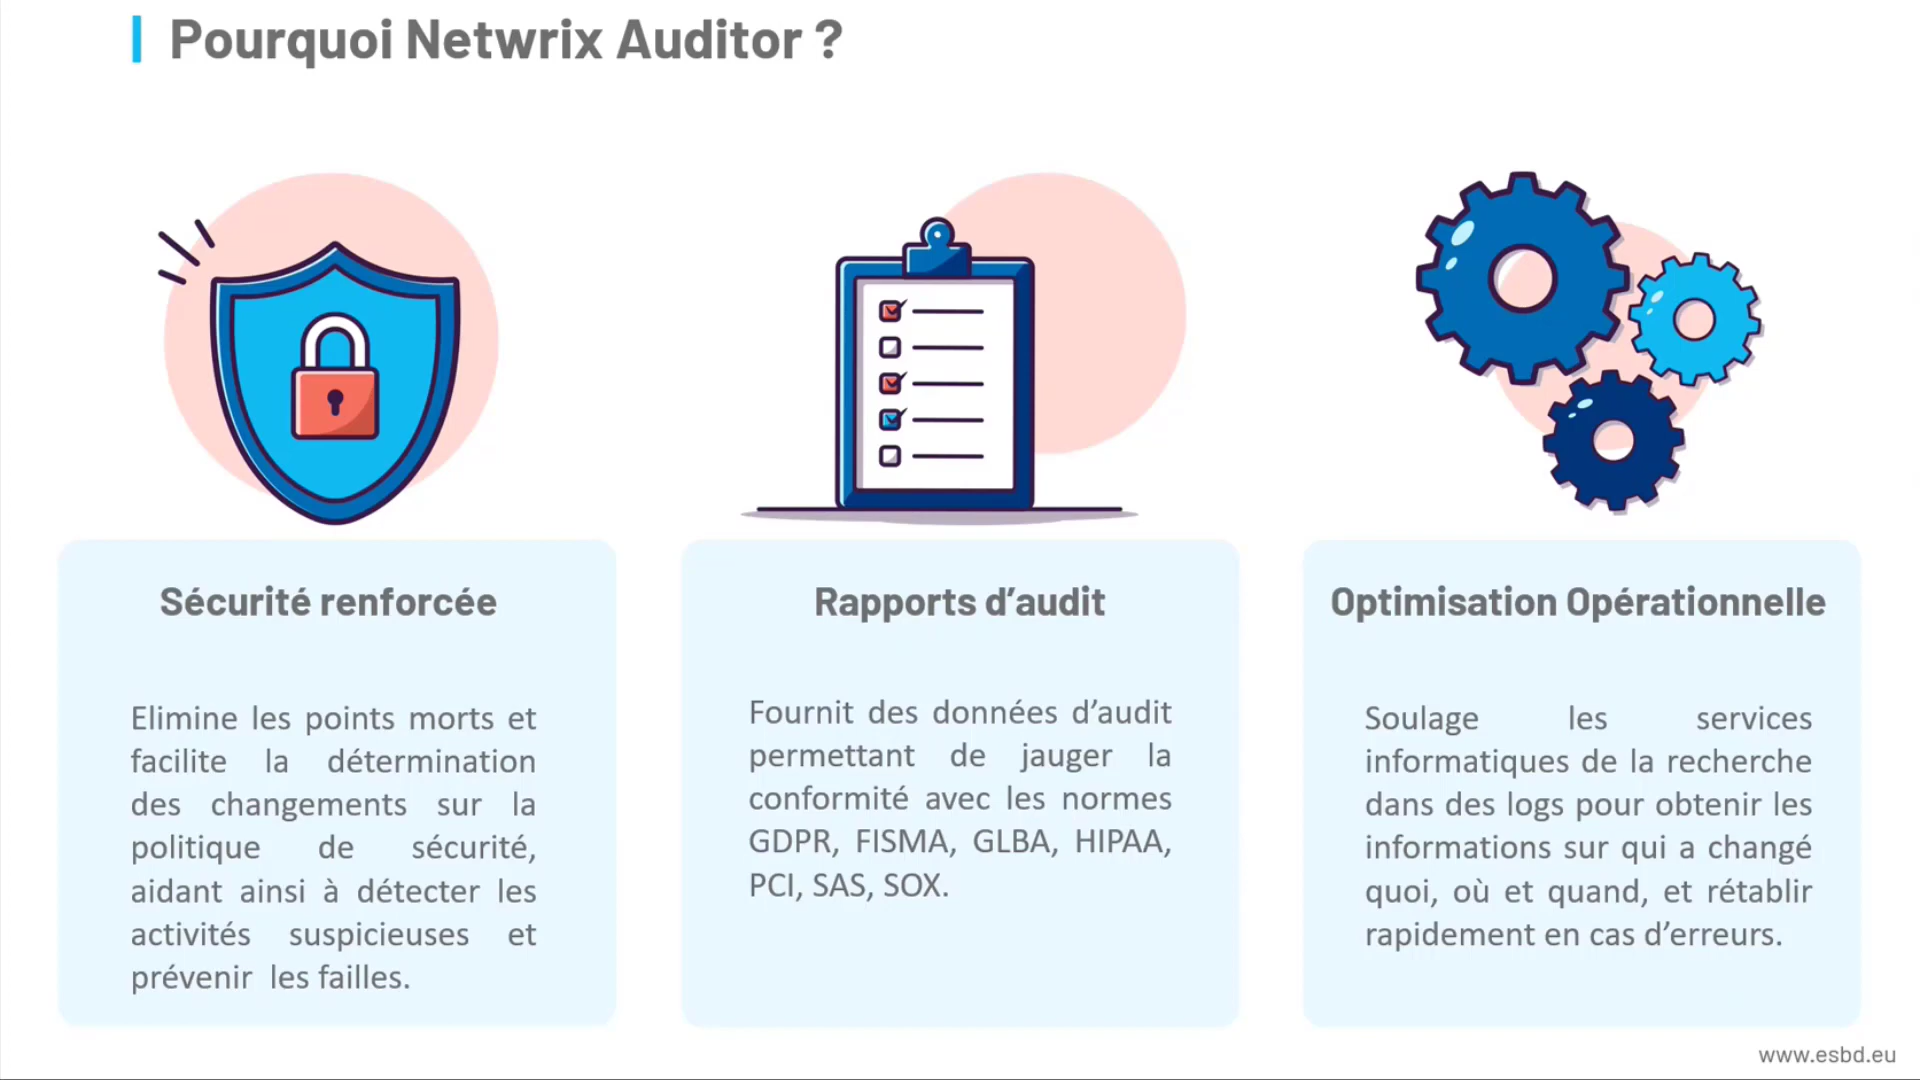 Pourquoi Netwrix Auditor ?
Sécurité renforcée
Elimine les points morts et
facilite la détermination
des changements sur la
politique de sécurité,
aidant ainsi à détecter les
activités suspicieuses et
prévenir les failles.
Rapports d’audit
Fournit des données d’audit
permettant de jauger la
conformité avec les normes
GDPR, FISMA, GLBA, HIPAA,
PCI, SAS, SOX.
Optimisation Opérationnelle
Soulage les services
informatiques de la recherche
dans des logs pour obtenir les
informations sur qui a changé
quoi, où et quand, et rétablir
rapidement en cas d’erreurs.
www.esbd.eu